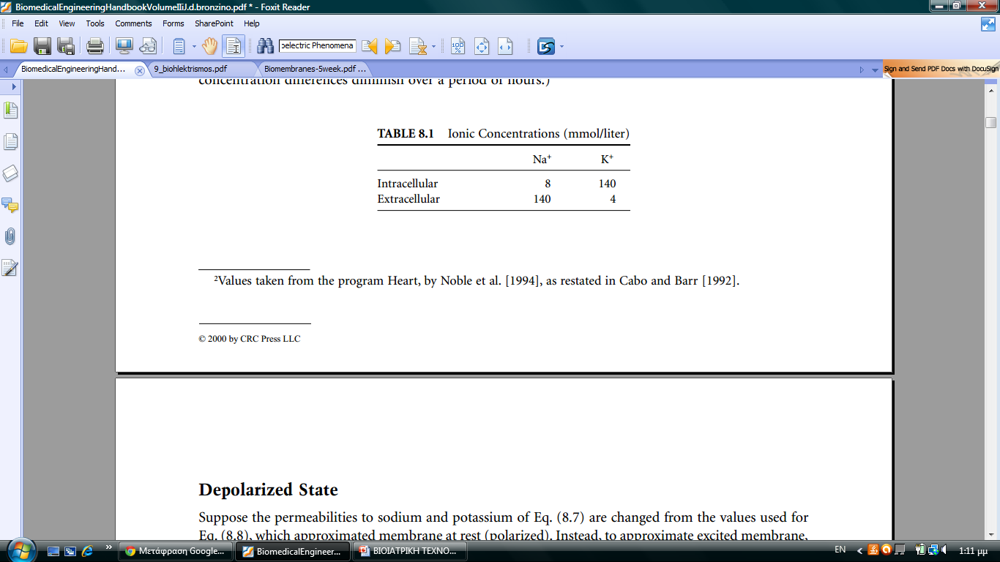 BiomedicalEngineeringHandbookVolumeIIiJ.d.bronzino.pdf * - Foxit Reader
File Edit View Tools Comments Forms SharePoint Help
oelectric Phenomena
BiomedicalEngineeringHand... 9_biohlektrismos.pdf Biomembranes-5week.pdf ... Sign and Send PDF Docs with DocuSign
concentration differences diminish over a period of hours.)
TABLE 8.1 Ionic Concentrations (mmol/liter)
Na⁺ K⁺
Intracellular 8 140
Extracellular 140 4
²Values taken from the program Heart, by Noble et al. [1994], as restated in Cabo and Barr [1992].
© 2000 by CRC Press LLC
Depolarized State
Suppose the permeabilities to sodium and potassium of Eq. (8.7) are changed from the values used for
Eq. (8.8), which approximated membrane at rest (polarized). Instead, to approximate excited membrane,
Μετάφραση Google... BiomedicalEngineer... ΒΙΟΙΑΤΡΙΚΗ ΤΕΧΝΟ... EN 1:11 μμ